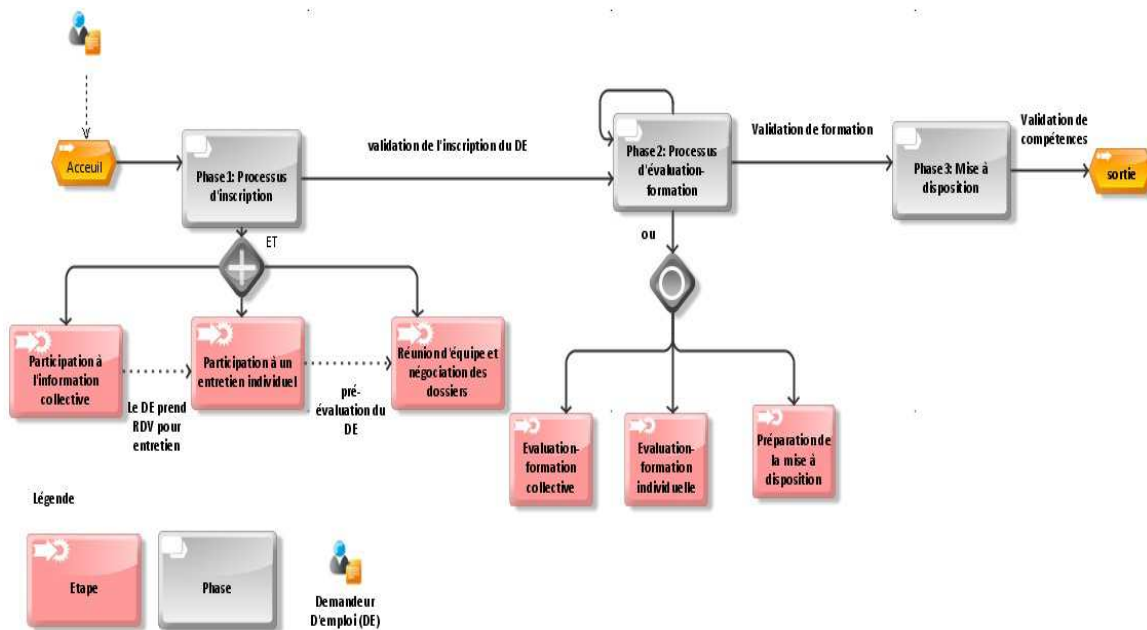 Acceuil
Phase1: Processus
d'inscription
validation de l'inscription du DE
Phase2: Processus
d'évaluation-
formation
Validation de formation
Phase3: Mise à
disposition
Validation de
compétences
sortie
ET
ou
Participation à
l'information
collective
Le DE prend
RDV pour
entretien
Participation à un
entretien individuel
pré-
évaluation du
DE
Réunion d'équipe et
négociation des
dossiers
Evaluation-
formation
collective
Evaluation-
formation
individuelle
Préparation de
la mise à
disposition
Légende
Etape
Phase
Demandeur
D'emploi (DE)